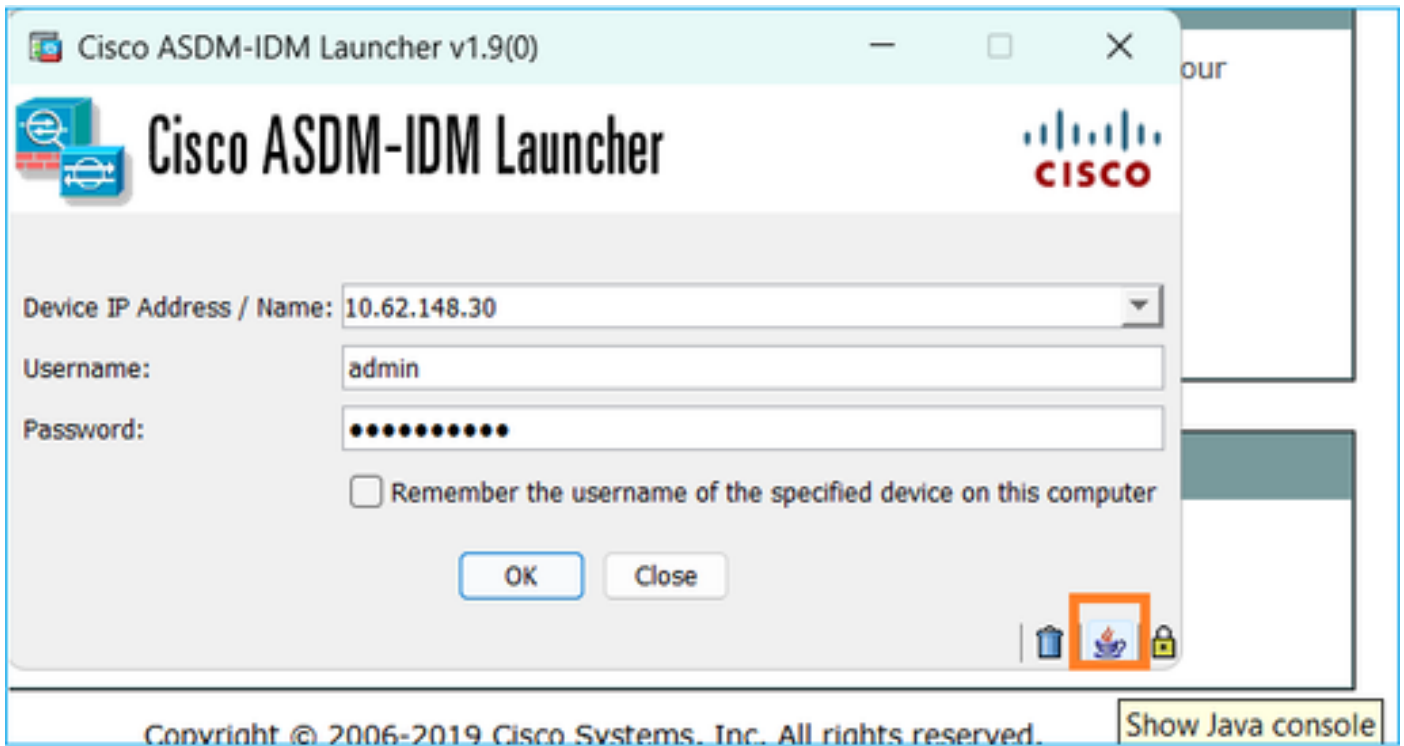 Cisco ASDM-IDM Launcher v1.9(0)
our
Cisco ASDM-IDM Launcher
CISCO
Device IP Address / Name: 10.62.148.30
Username: admin
Password: ●●●●●●●●●●
Remember the username of the specified device on this computer
OK Close
Copyright © 2006-2019 Cisco Systems, Inc. All rights reserved.
Show Java console